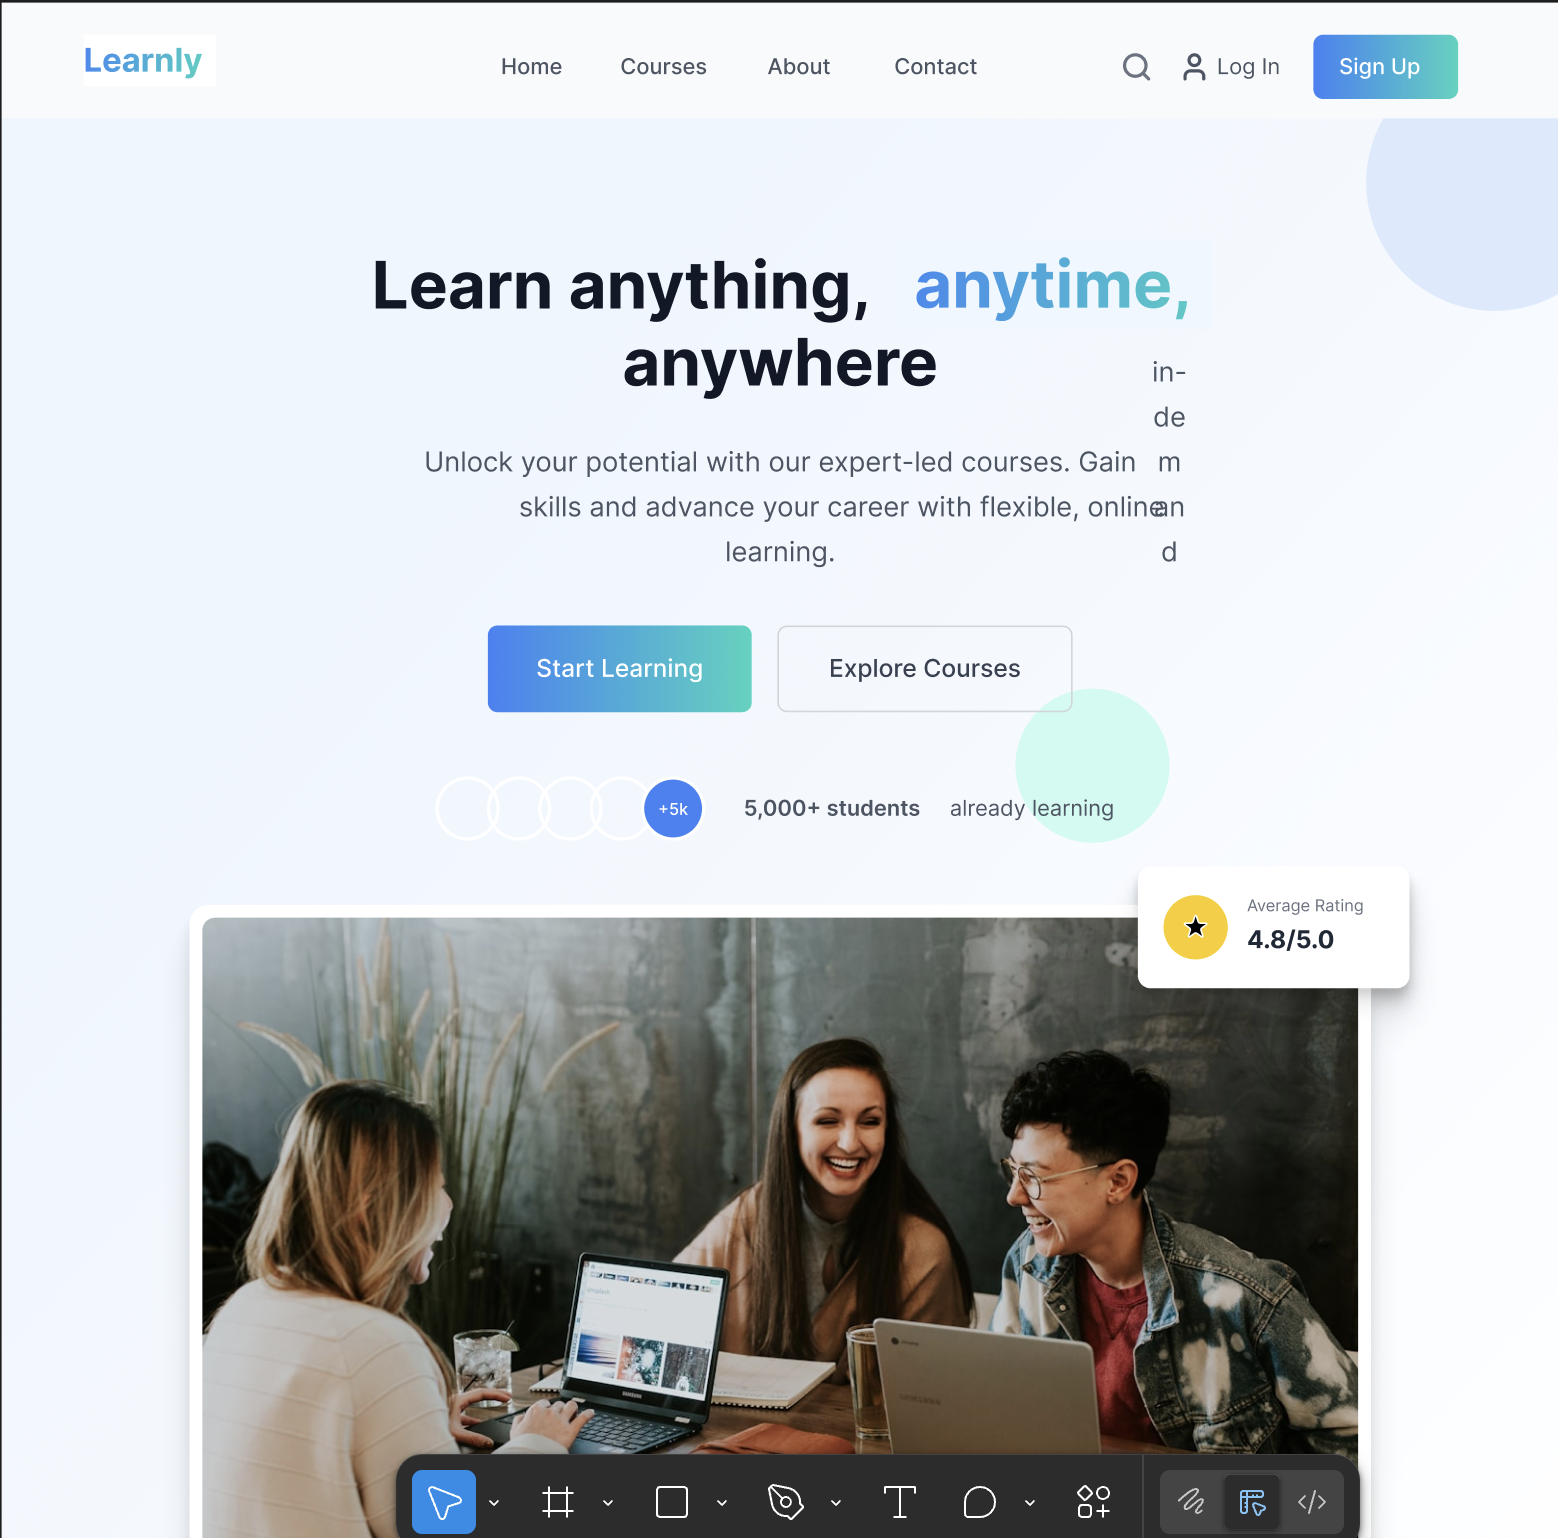 Learnly
Home Courses About Contact Log In Sign Up
Learn anything, anytime,
anywhere
in-
de
Unlock your potential with our expert-led courses. Gain m
skills and advance your career with flexible, online an
learning. d
Start Learning Explore Courses
+5k 5,000+ students already learning
Average Rating
4.8/5.0
SAMSUNG